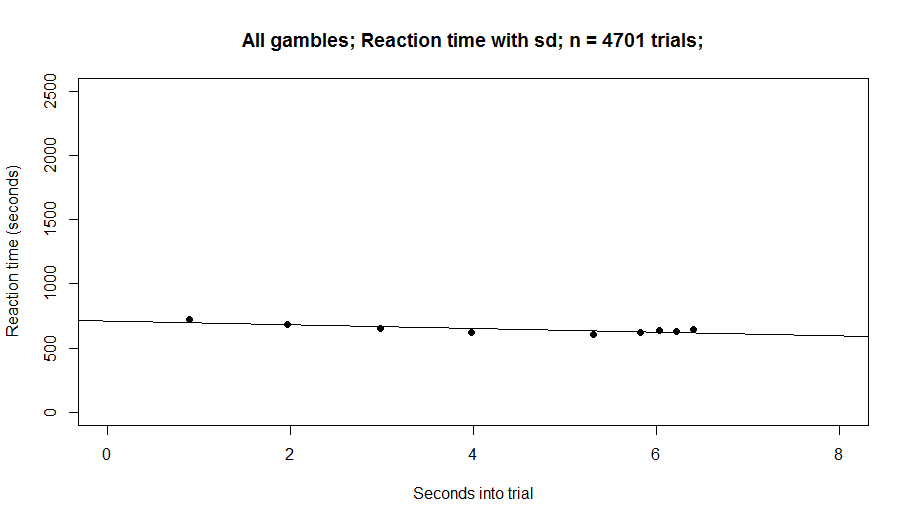 All gambles; Reaction time with sd; n = 4701 trials;
Reaction time (seconds)
2500
2000
1500
1000
500
0
0 2 4 6 8
Seconds into trial